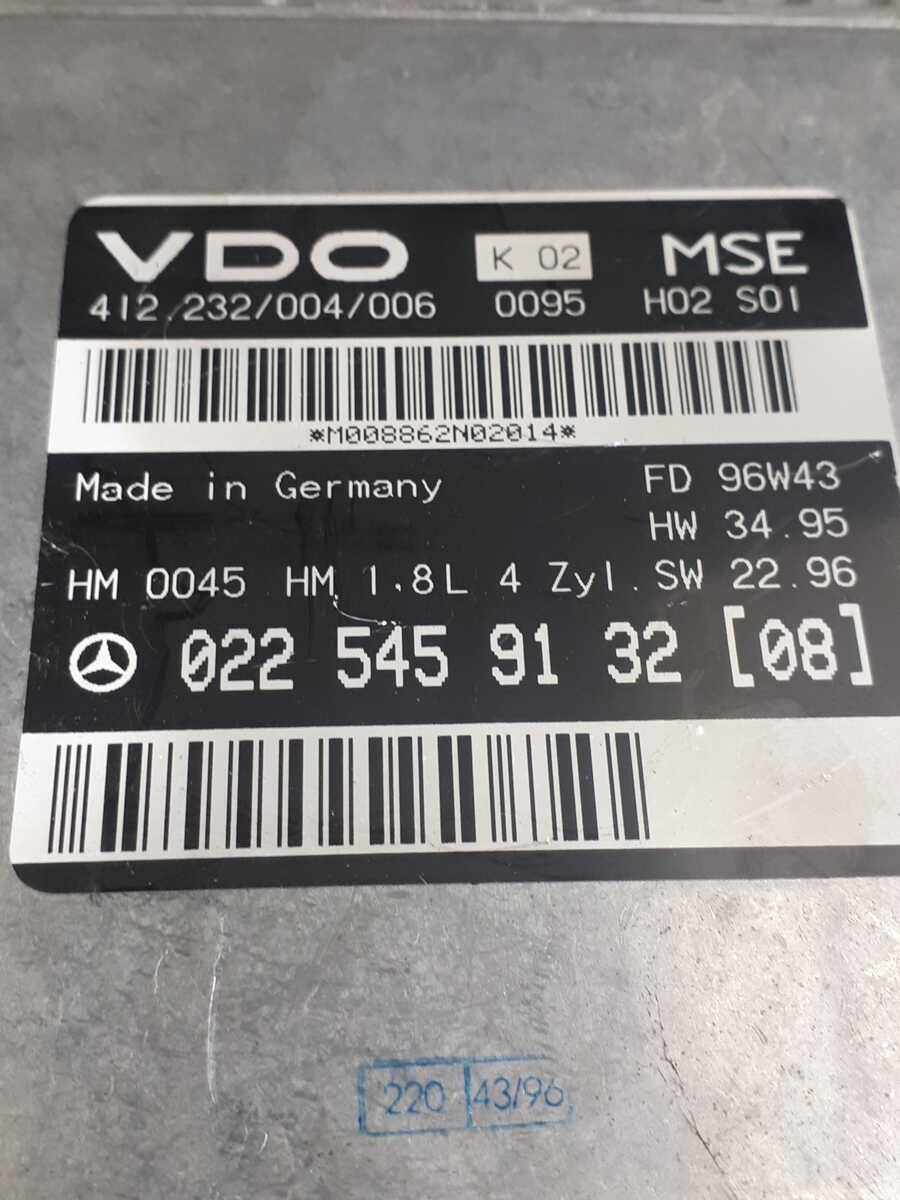 VDO K 02 MSE
412.232/004/006 0095 H02 S01
*M008862N02014*
Made in Germany FD 96W43
HW 34.95
HM 0045 HM 1.8L 4 Zyl. SW 22.96
022 545 91 32 [08]
220 43/96